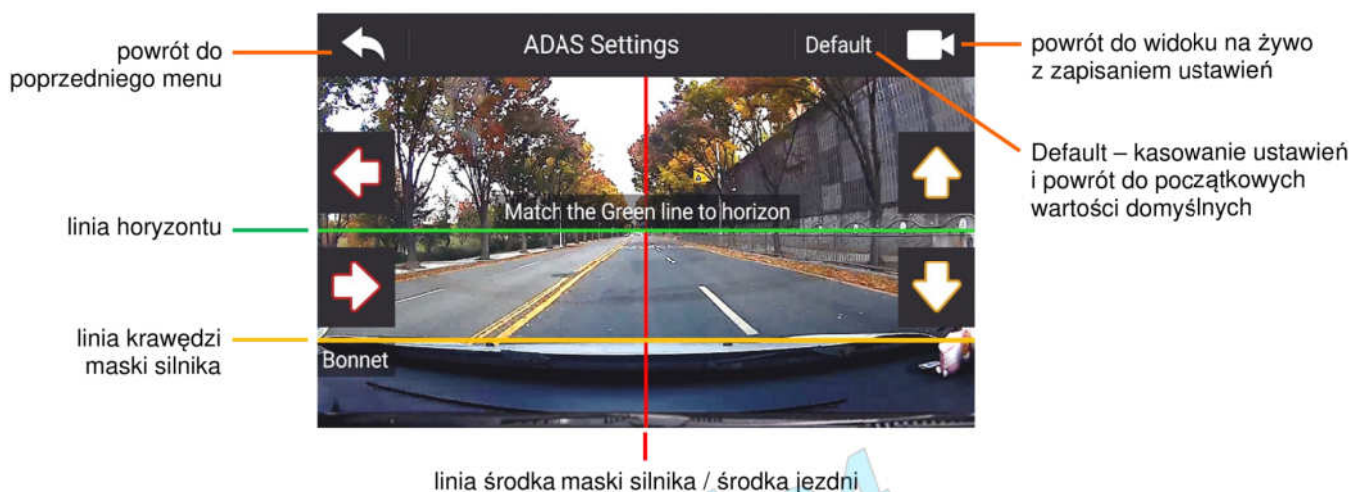 powrót do
poprzedniego menu
ADAS Settings
Default
powrót do widoku na żywo
z zapisaniem ustawień
Default – kasowanie ustawień
i powrót do początkowych
wartości domyślnych
Match the Green line to horizon
linia horyzontu
linia krawędzi
maski silnika
Bonnet
linia środka maski silnika / środka jezdni